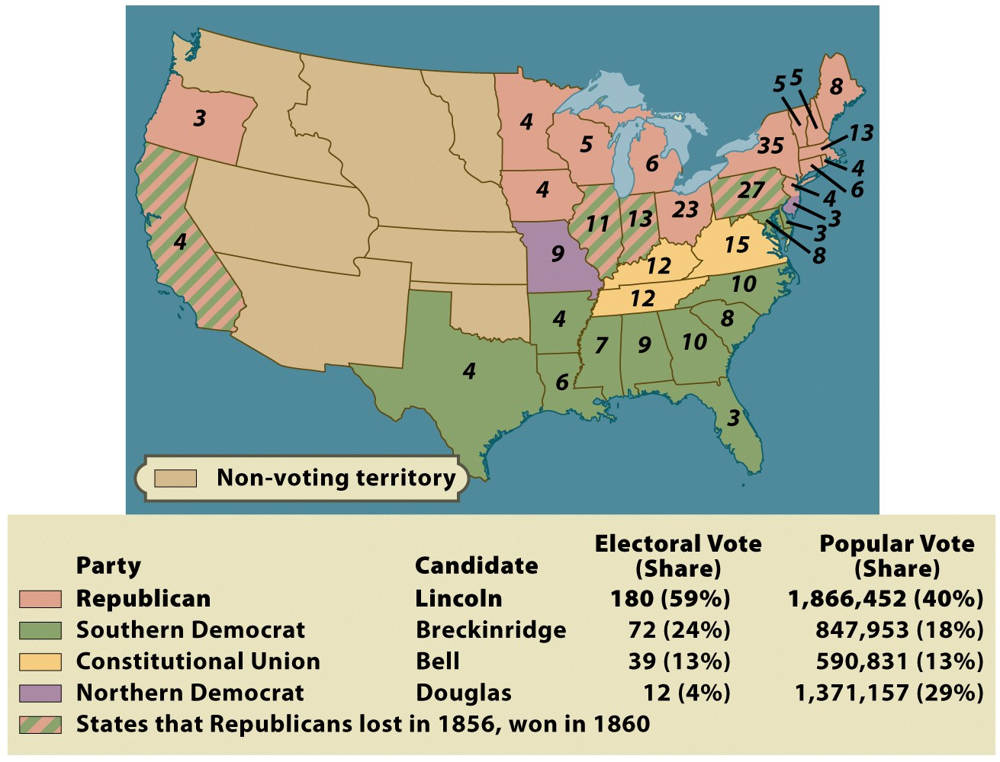 5 5 8
3 4 5 6 35 13
4
6
4 4 11 13 23 27 4
3
3
8
4 9 12 15
12 10
4 7 9 10 8
4 6 3
Non-voting territory
Party Candidate Electoral Vote (Share) Popular Vote (Share)
Republican Lincoln 180 (59%) 1,866,452 (40%)
Southern Democrat Breckinridge 72 (24%) 847,953 (18%)
Constitutional Union Bell 39 (13%) 590,831 (13%)
Northern Democrat Douglas 12 (4%) 1,371,157 (29%)
States that Republicans lost in 1856, won in 1860